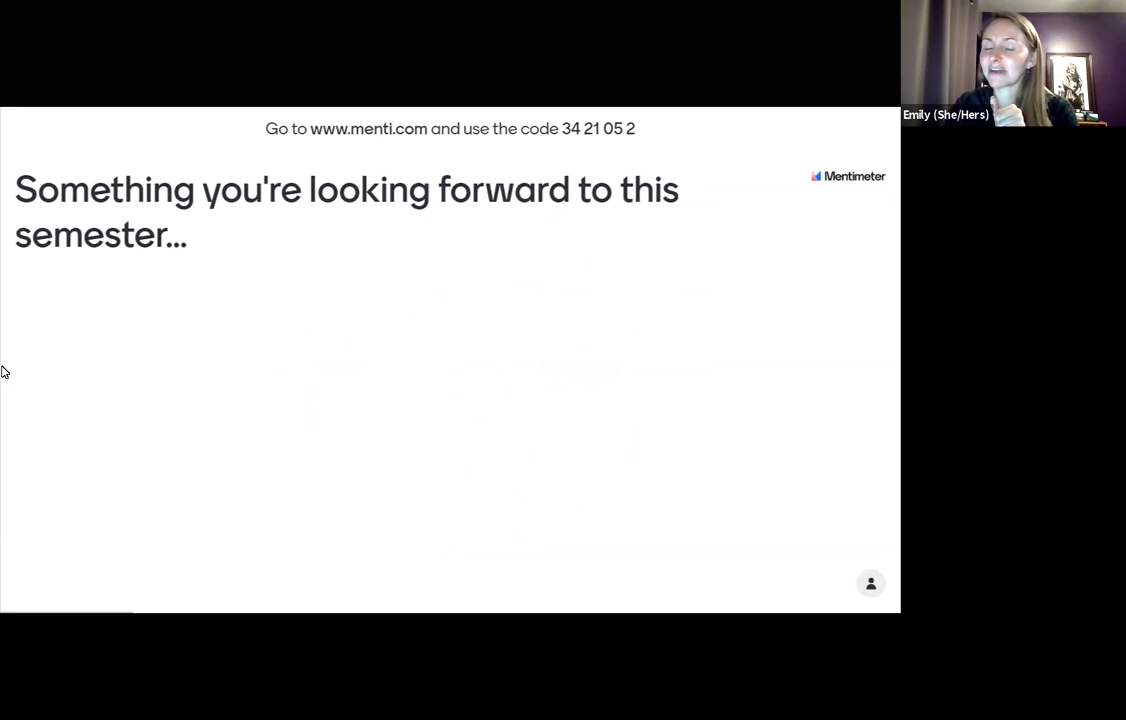 Go to www.menti.com and use the code 34 21 05 2
Something you're looking forward to this
semester...
Mentimeter
Emily (She/Hers)